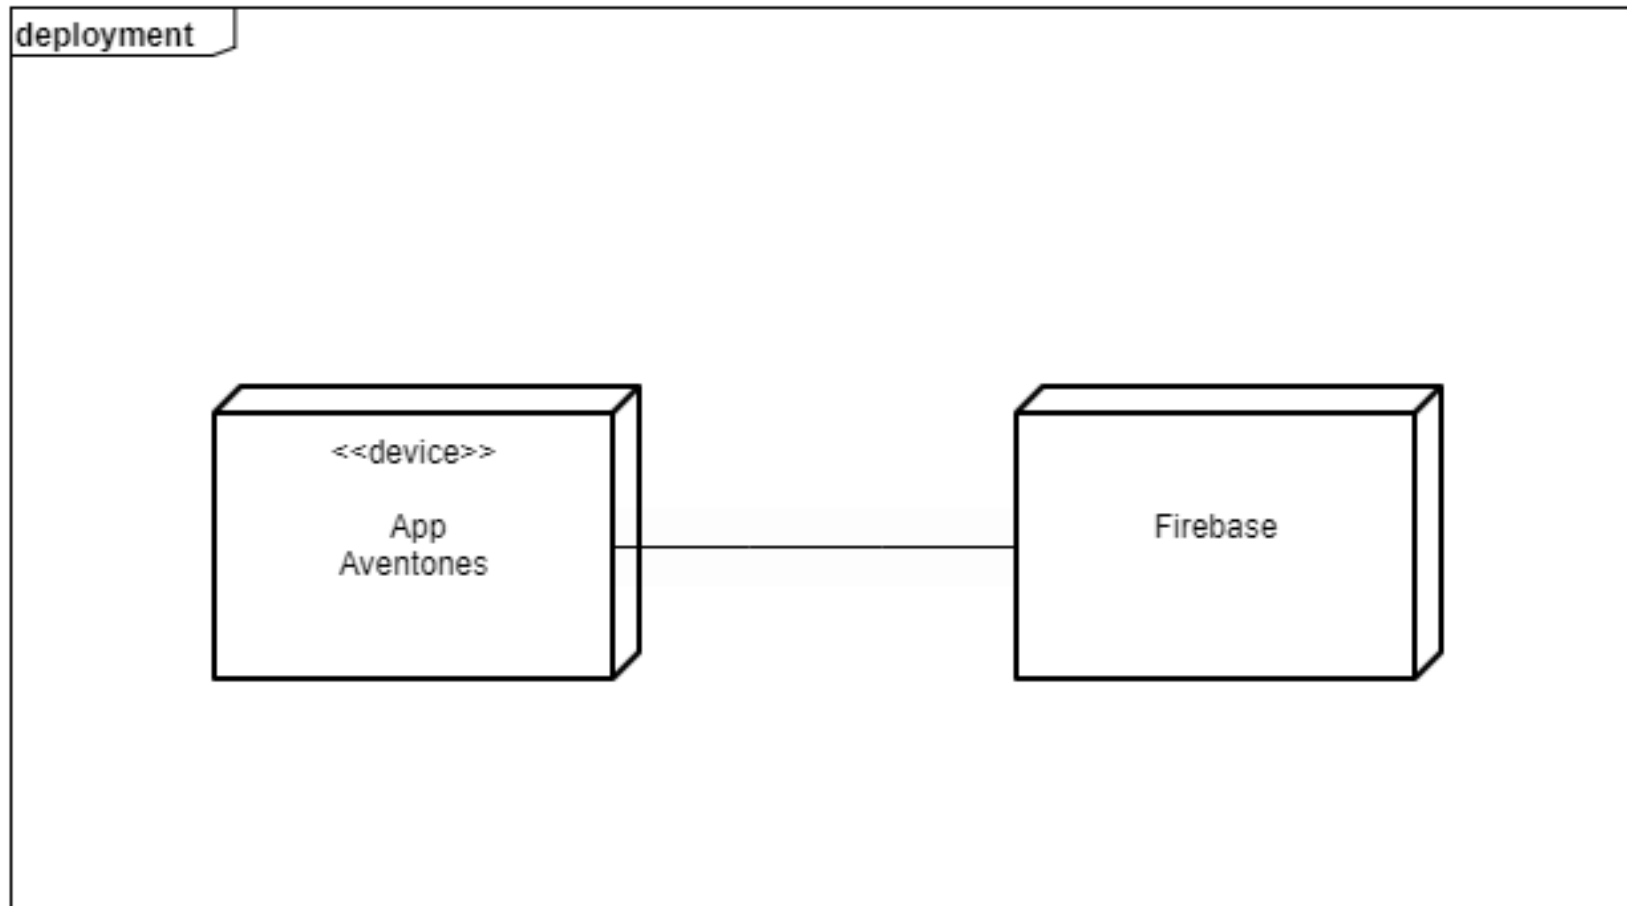 deployment
<<device>>
App
Aventones
Firebase